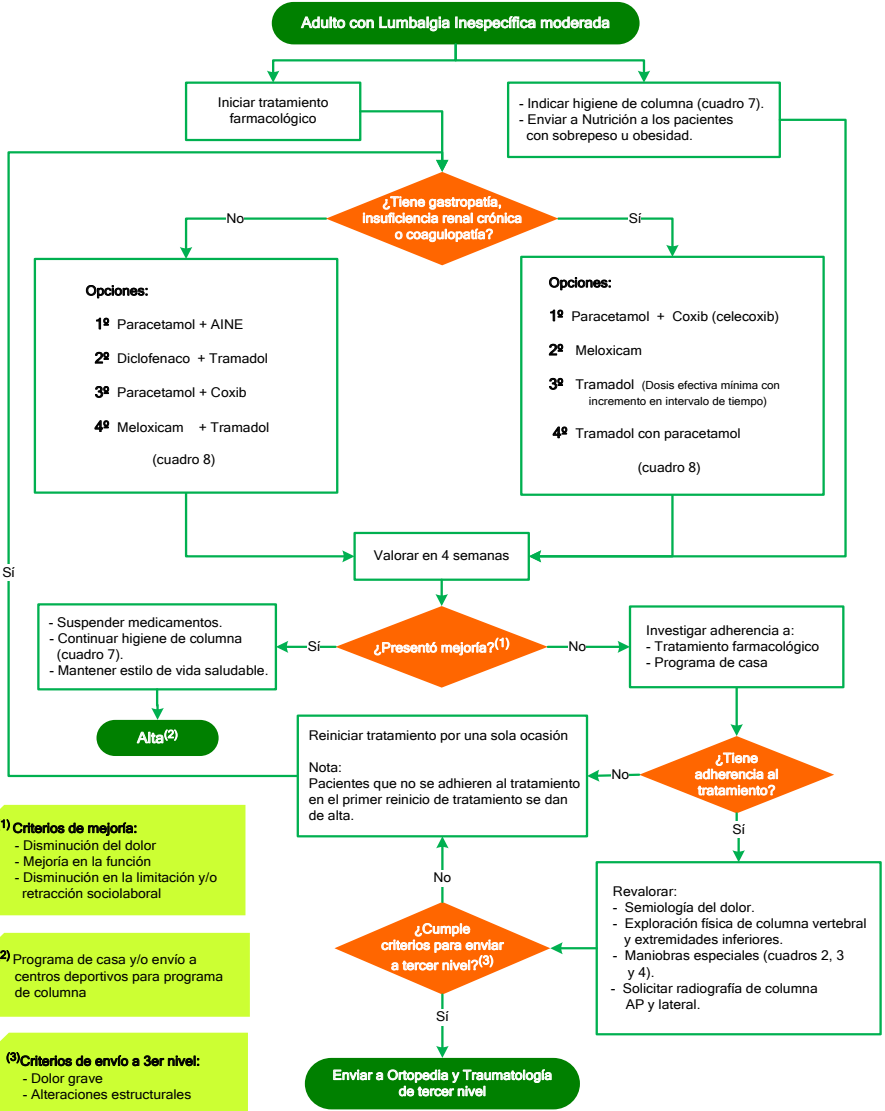 Adulto con Lumbalgia Inespecífica moderada
Iniciar tratamiento
farmacológico
- Indicar higiene de columna (cuadro 7).
- Enviar a Nutrición a los pacientes
con sobrepeso u obesidad.
¿Tiene gastropatía,
insuficiencia renal crónica
o coagulopatía?
No
Sí
Opciones:
1º Paracetamol + AINE
2º Diclofenaco + Tramadol
3º Paracetamol + Coxib
4º Meloxicam + Tramadol
(cuadro 8)
Opciones:
1º Paracetamol + Coxib (celecoxib)
2º Meloxicam
3º Tramadol (Dosis efectiva mínima con
incremento en intervalo de tiempo)
4º Tramadol con paracetamol
(cuadro 8)
Valorar en 4 semanas
Sí
- Suspender medicamentos.
- Continuar higiene de columna
(cuadro 7).
- Mantener estilo de vida saludable.
Sí
¿Presentó mejoría?(1)
No
Investigar adherencia a:
- Tratamiento farmacológico
- Programa de casa
Alta(2)
Reiniciar tratamiento por una sola ocasión
Nota:
Pacientes que no se adhieren al tratamiento
en el primer reinicio de tratamiento se dan
de alta.
No
¿Tiene
adherencia al
tratamiento?
Sí
1) Criterios de mejoría:
- Disminución del dolor
- Mejoría en la función
- Disminución en la limitación y/o
retracción sociolaboral
No
Revalorar:
- Semiología del dolor.
- Exploración física de columna vertebral
y extremidades inferiores.
- Maniobras especiales (cuadros 2, 3
y 4).
- Solicitar radiografía de columna
AP y lateral.
¿Cumple
criterios para enviar
a tercer nivel?(3)
2) Programa de casa y/o envío a
centros deportivos para programa
de columna
Sí
(3)Criterios de envío a 3er nivel:
- Dolor grave
- Alteraciones estructurales
Enviar a Ortopedia y Traumatología
de tercer nivel